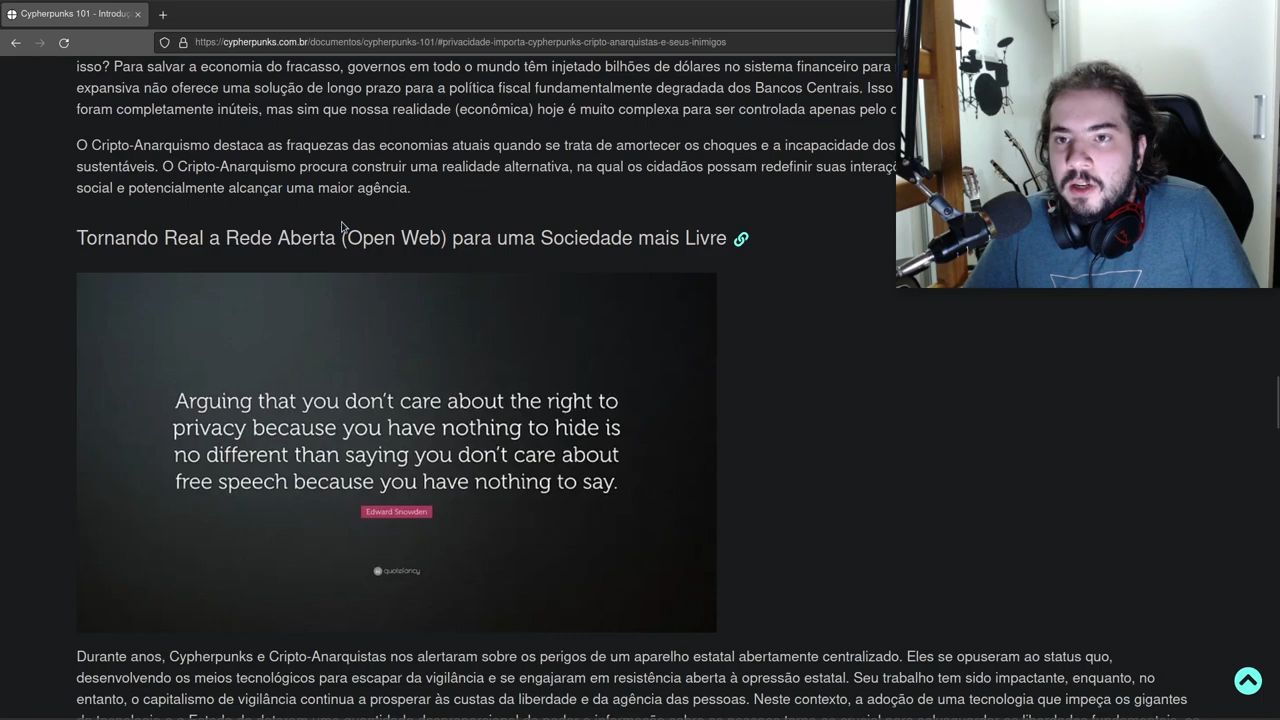 Cypherpunks 101 - Introduç
https://cypherpunks.com.br/documentos/cypherpunks-101/#privacidade-importa-cypherpunks-cripto-anarquistas-e-seus-inimigos
isso? Para salvar a economia do fracasso, governos em todo o mundo têm injetado bilhões de dólares no sistema financeiro para
expansiva não oferece uma solução de longo prazo para a política fiscal fundamentalmente degradada dos Bancos Centrais. Isso
foram completamente inúteis, mas sim que nossa realidade (econômica) hoje é muito complexa para ser controlada apenas pelo
O Cripto-Anarquismo destaca as fraquezas das economias atuais quando se trata de amortecer os choques e a incapacidade dos
sustentáveis. O Cripto-Anarquismo procura construir uma realidade alternativa, na qual os cidadãos possam redefinir suas interaç
social e potencialmente alcançar uma maior agência.
Tornando Real a Rede Aberta (Open Web) para uma Sociedade mais Livre
Arguing that you don't care about the right to
privacy because you have nothing to hide is
no different than saying you don't care about
free speech because you have nothing to say.
Edward Snowden
quotefancy
Durante anos, Cypherpunks e Cripto-Anarquistas nos alertaram sobre os perigos de um aparelho estatal abertamente centralizado. Eles se opuseram ao status quo,
desenvolvendo os meios tecnológicos para escapar da vigilância e se engajaram em resistência aberta à opressão estatal. Seu trabalho tem sido impactante, enquanto, no
entanto, o capitalismo de vigilância continua a prosperar às custas da liberdade e da agência das pessoas. Neste contexto, a adoção de uma tecnologia que impeça os gigantes